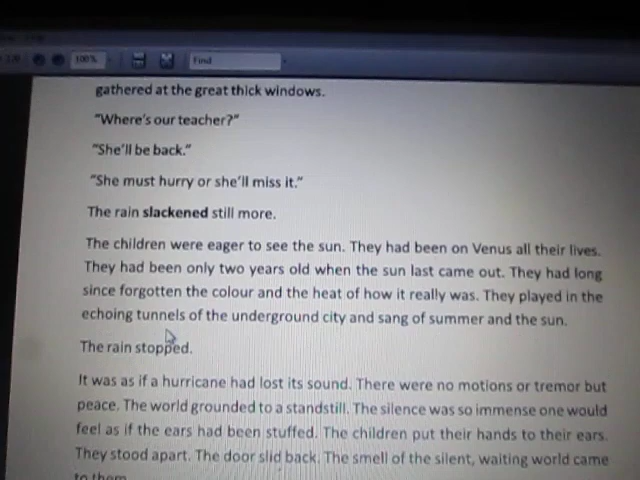 100%
Find
gathered at the great thick windows.
"Where's our teacher?"
"She'll be back."
"She must hurry or she'll miss it."
The rain slackened still more.
The children were eager to see the sun. They had been on Venus all their lives.
They had been only two years old when the sun last came out. They had long
since forgotten the colour and the heat of how it really was. They played in the
echoing tunnels of the underground city and sang of summer and the sun.
The rain stopped.
It was as if a hurricane had lost its sound. There were no motions or tremor but
peace. The world grounded to a standstill. The silence was so immense one would
feel as if the ears had been stuffed. The children put their hands to their ears.
They stood apart. The door slid back. The smell of the silent, waiting world came
to them